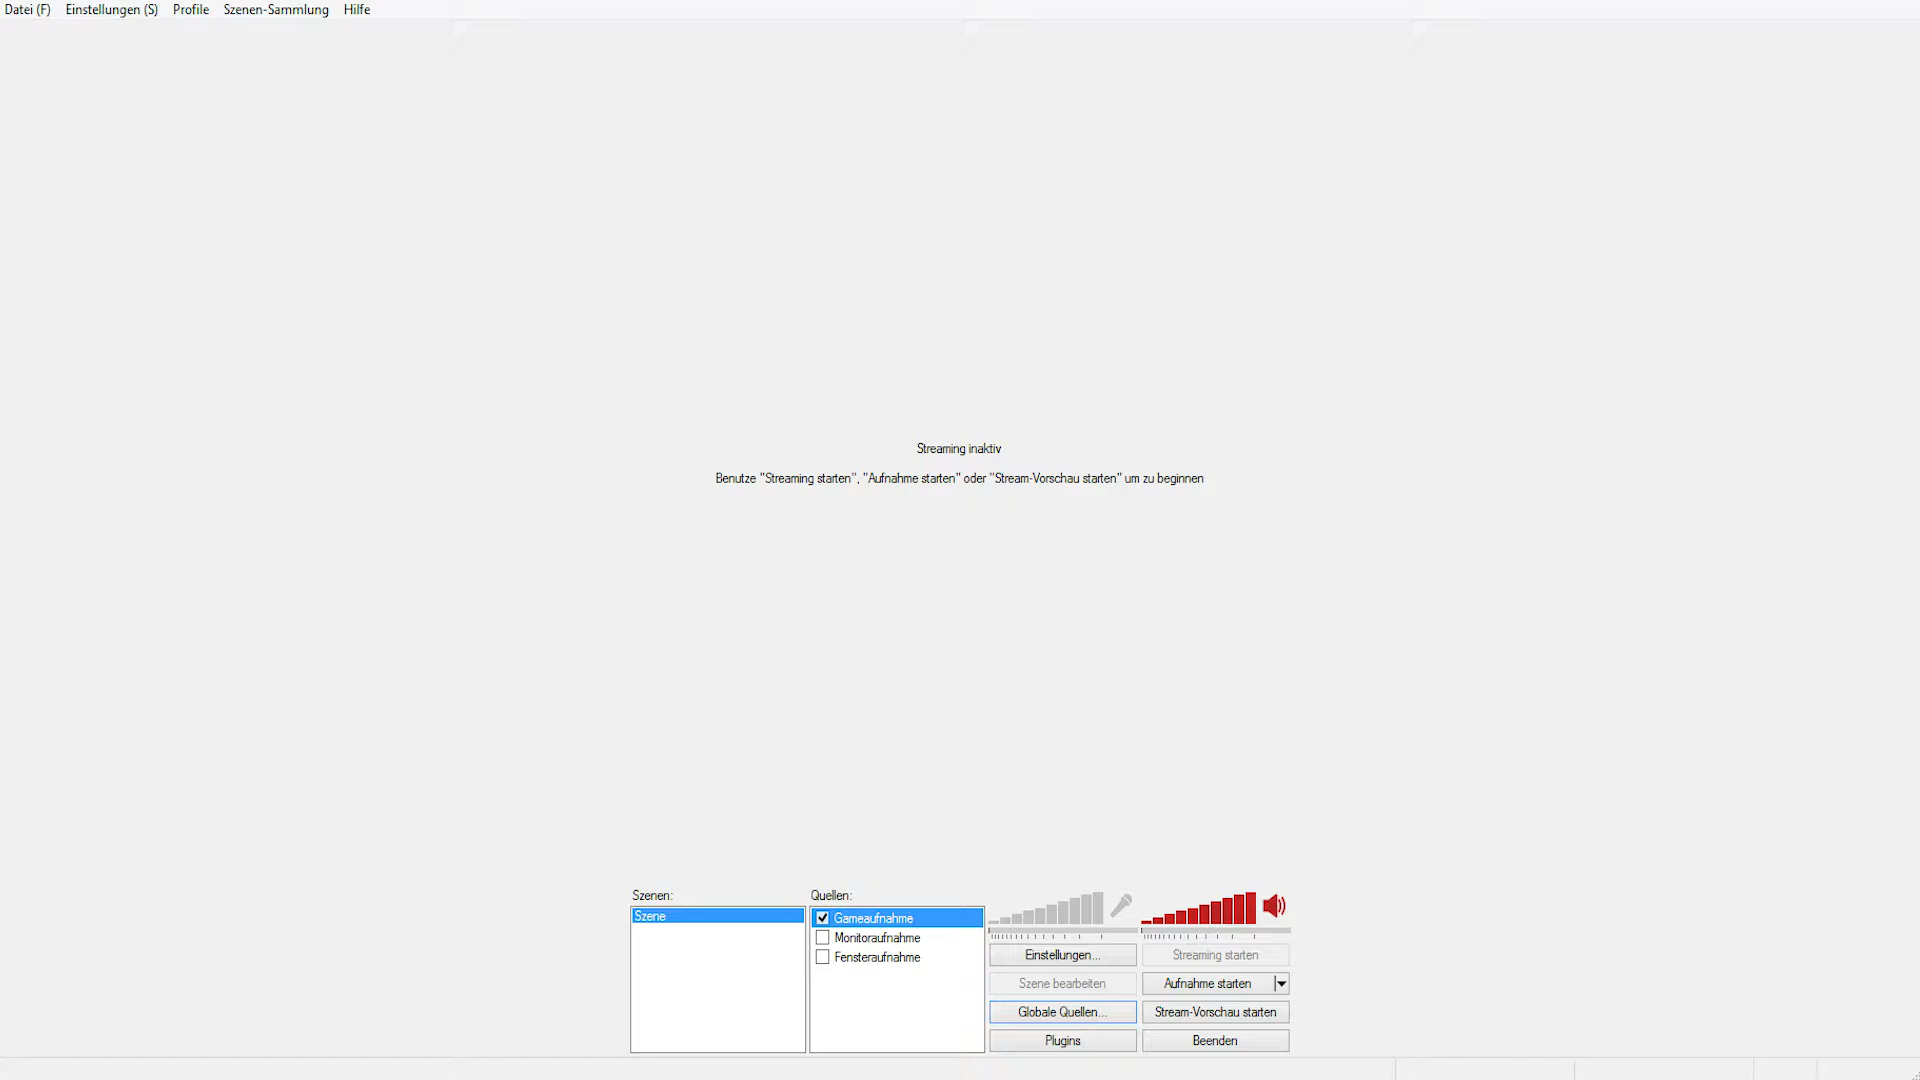 Datei (F) Einstellungen (S) Profile Szenen-Sammlung Hilfe
Streaming inaktiv
Benutze "Streaming starten", "Aufnahme starten" oder "Stream-Vorschau starten" um zu beginnen
Szenen:
Szene
Quellen:
Gameaufnahme
Monitoraufnahme
Fensteraufnahme
Einstellungen...
Streaming starten
Szene bearbeiten
Aufnahme starten
Globale Quellen...
Stream-Vorschau starten
Plugins
Beenden